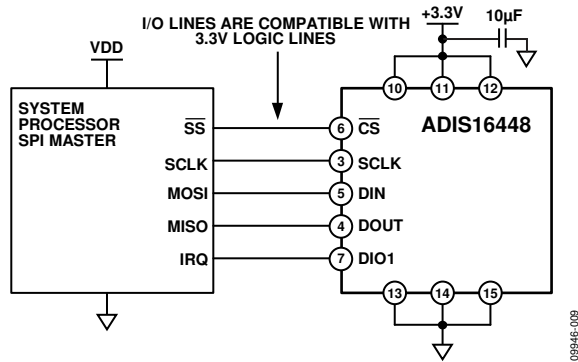 I/O LINES ARE COMPATIBLE WITH
3.3V LOGIC LINES
+3.3V
10µF
VDD
10
11
12
SYSTEM
PROCESSOR
SPI MASTER
ADIS16448
SS
6
CS
SCLK
3
SCLK
MOSI
5
DIN
MISO
4
DOUT
IRQ
7
DIO1
13
14
15
09946-009